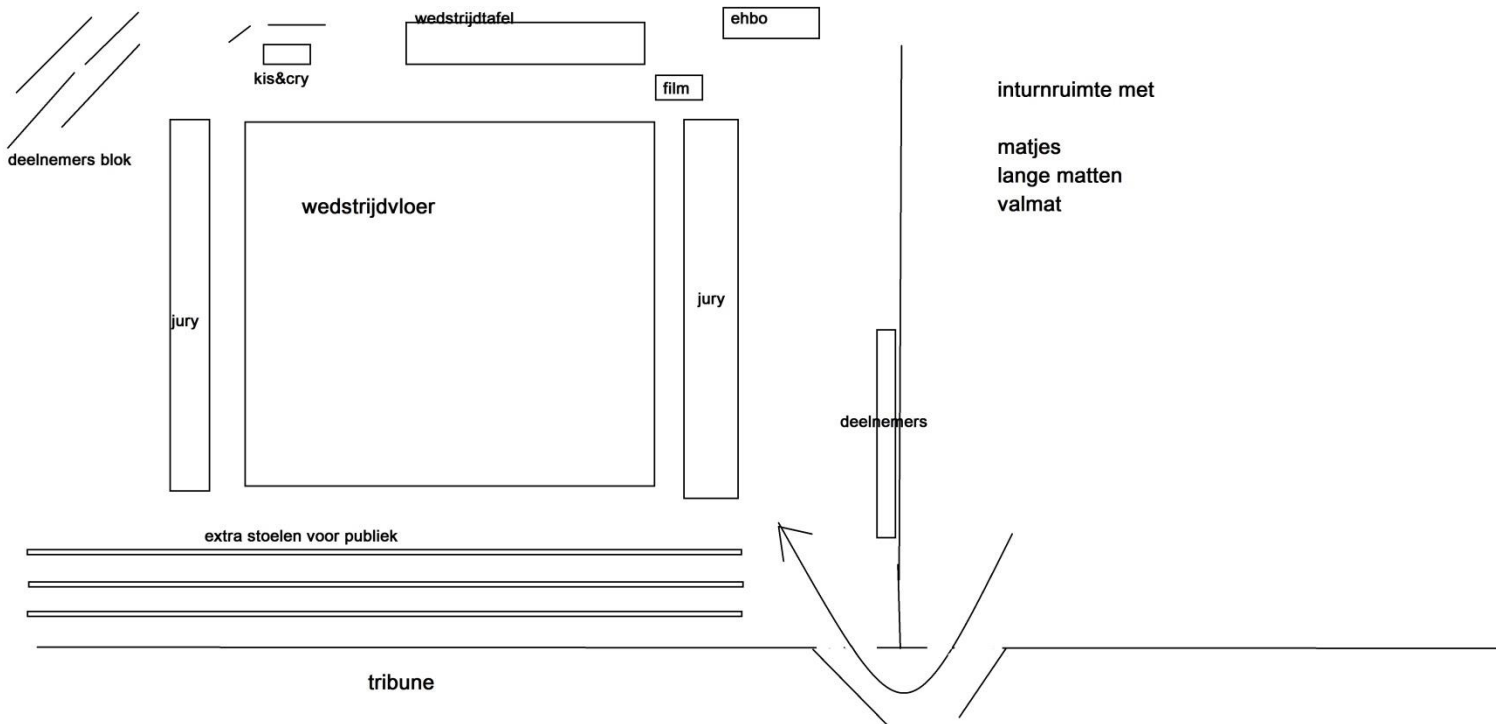 wedstrijdtafel
ehbo
kis&cry
film
inturnruimte met
matjes
lange matten
valmat
deelnemers blok
wedstrijdvloer
jury
jury
deelnemers
extra stoelen voor publiek
tribune